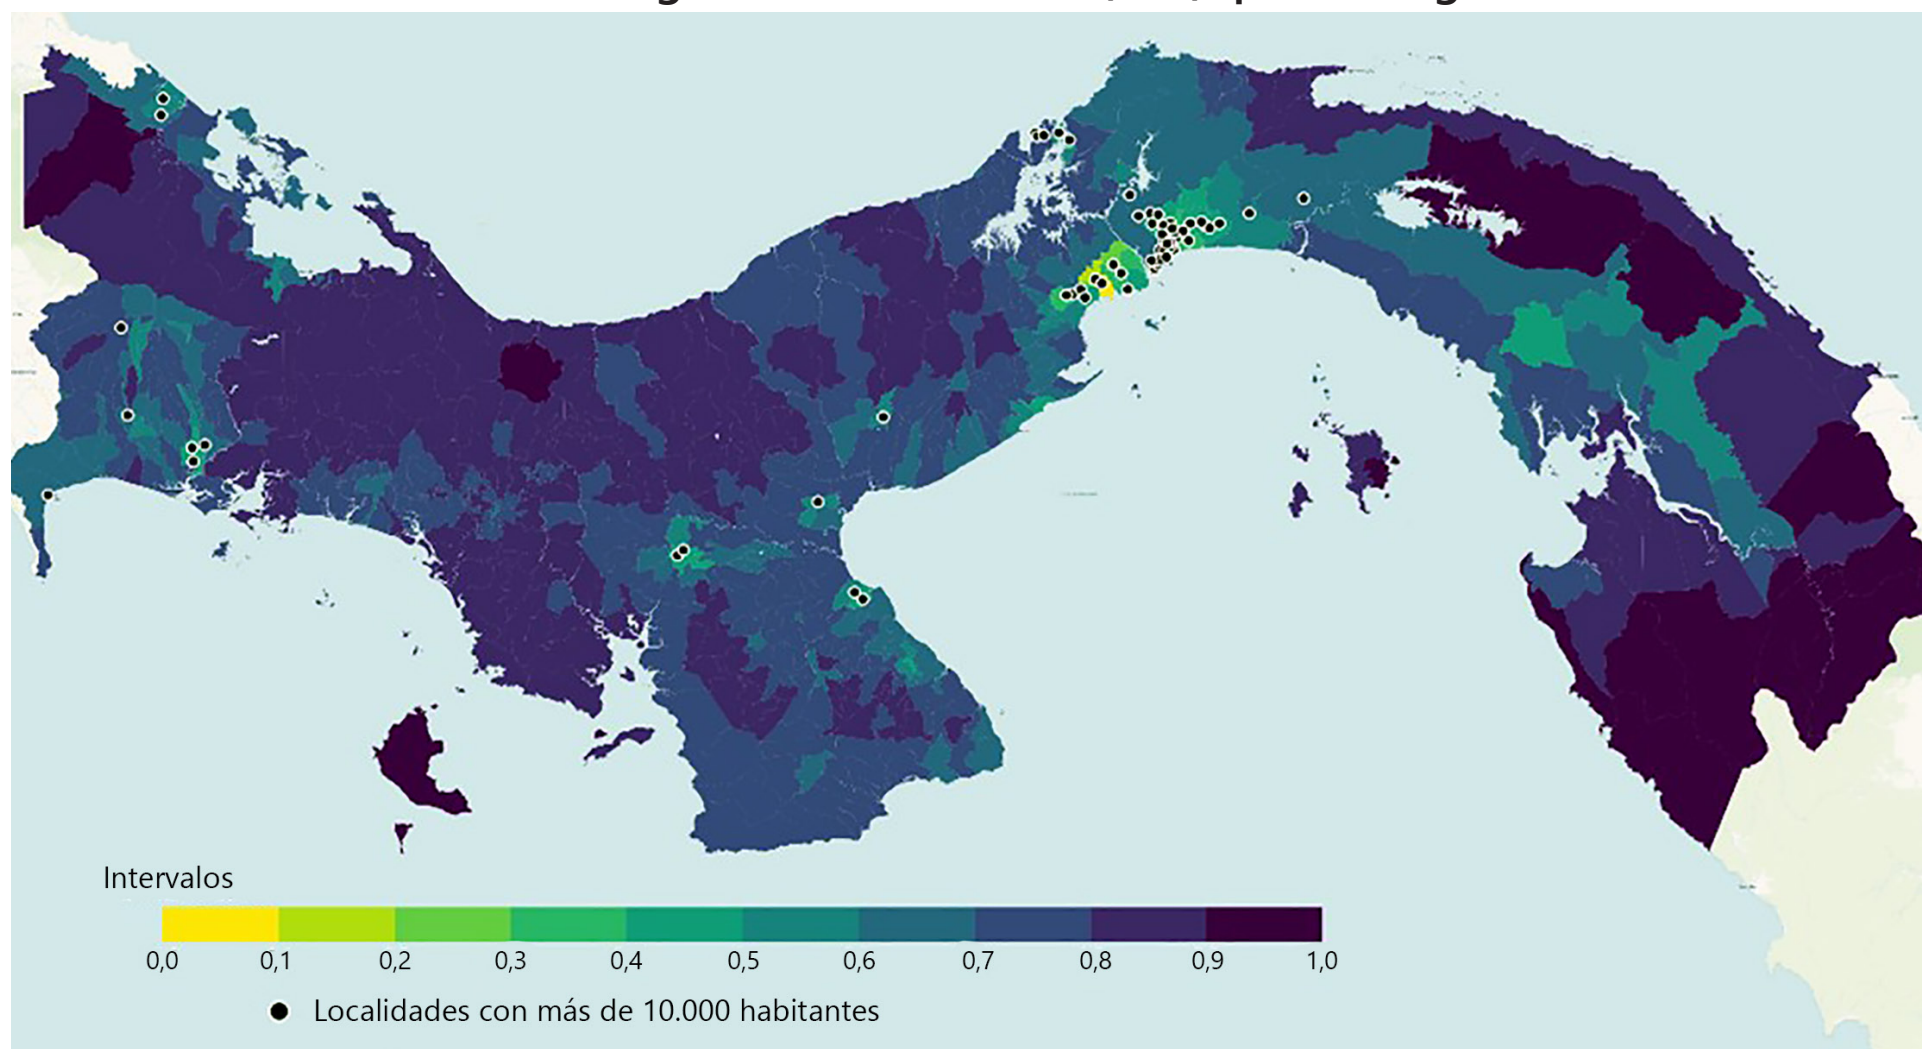 Intervalos
0,0 0,1 0,2 0,3 0,4 0,5 0,6 0,7 0,8 0,9 1,0
Localidades con más de 10.000 habitantes